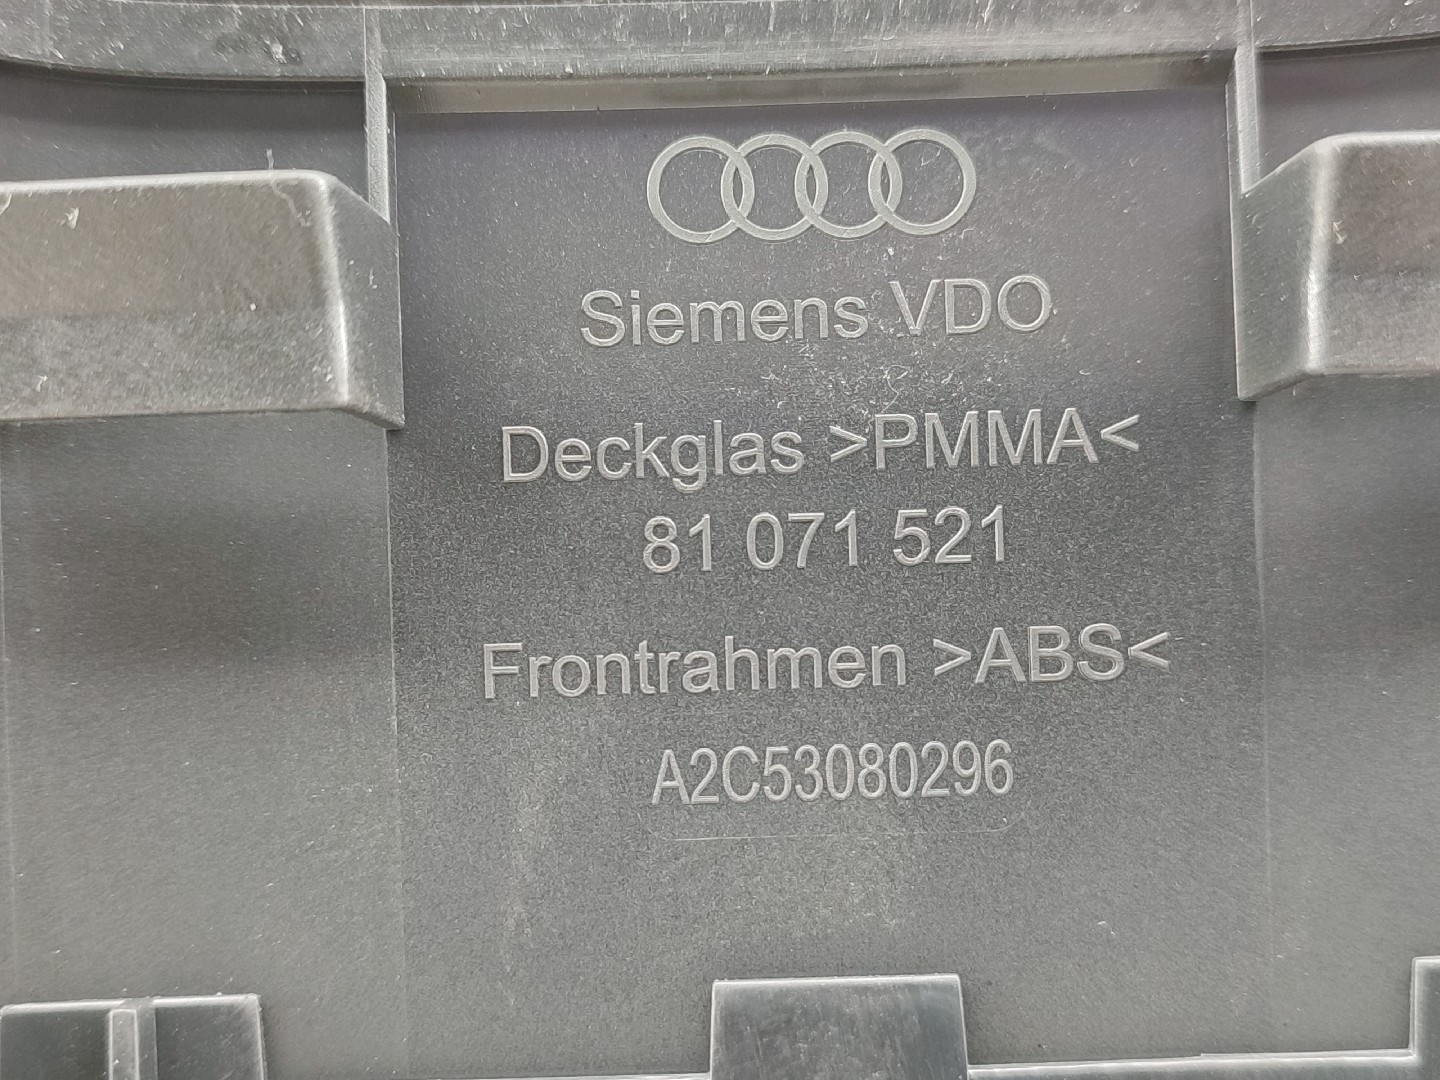 Siemens VDO
Deckglas >PMMA<
81 071 521
Frontrahmen >ABS<
A2C53080296